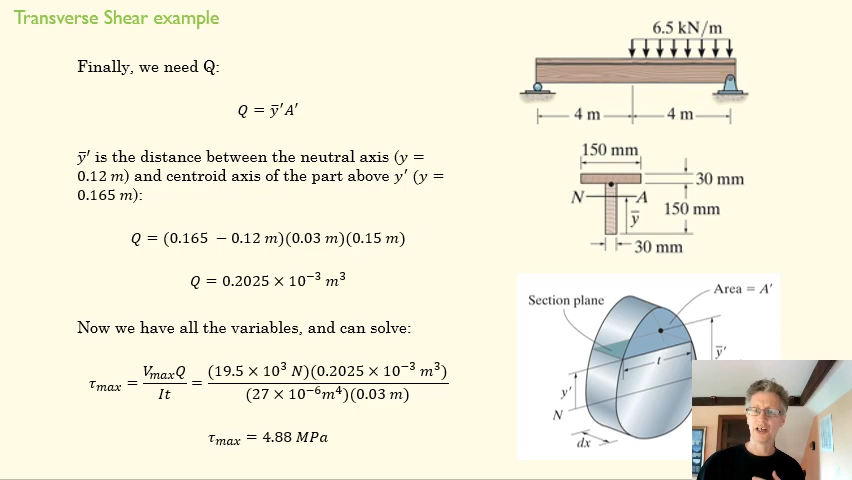 Transverse Shear example
Finally, we need Q:
Q = ȳ′A′
ȳ′ is the distance between the neutral axis (y =
0.12 m) and centroid axis of the part above y′ (y =
0.165 m):
Q = (0.165 − 0.12 m)(0.03 m)(0.15 m)
Q = 0.2025 × 10⁻³ m³
Now we have all the variables, and can solve:
τmax = VmaxQ / It = (19.5 × 10³ N)(0.2025 × 10⁻³ m³) / (27 × 10⁻⁶m⁴)(0.03 m)
τmax = 4.88 MPa
6.5 kN/m
4 m
4 m
150 mm
30 mm
N
A
150 mm
ȳ
30 mm
Section plane
Area = A′
ȳ′
t
y′
N
dx